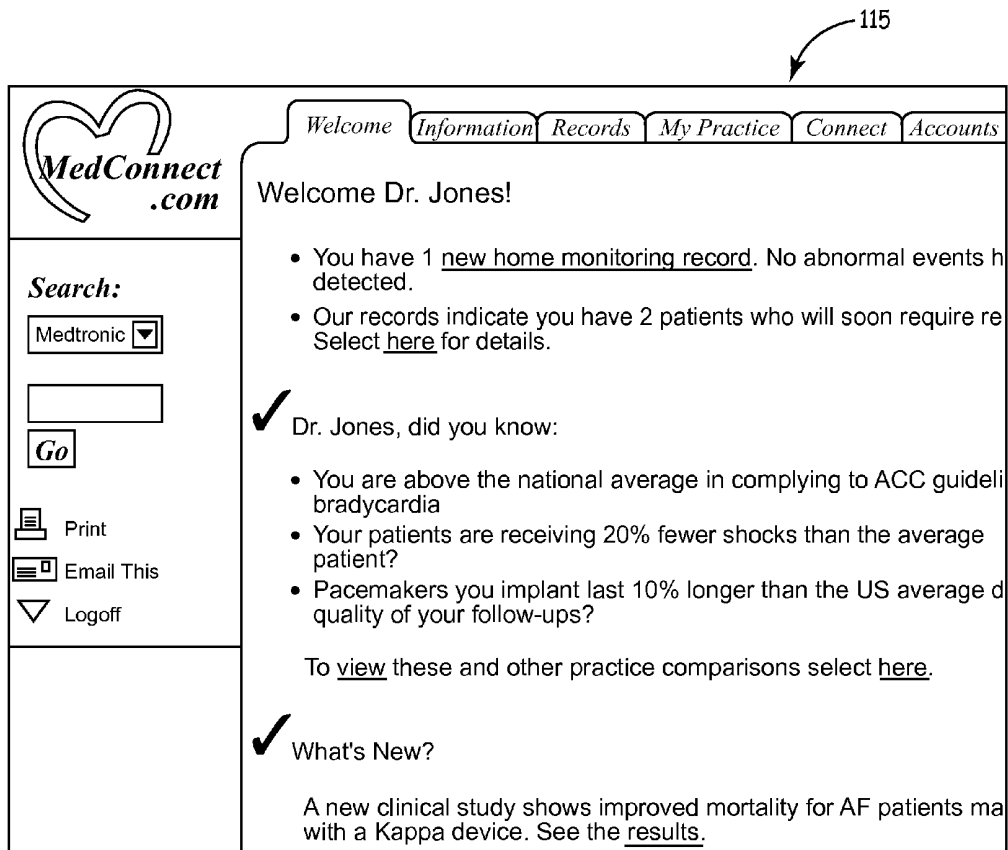 115
MedConnect
.com
Welcome Information Records My Practice Connect Accounts
Welcome Dr. Jones!
• You have 1 new home monitoring record. No abnormal events h
detected.
• Our records indicate you have 2 patients who will soon require re
Select here for details.
Search:
Medtronic
Go
Print
Email This
Logoff
✓ Dr. Jones, did you know:
• You are above the national average in complying to ACC guideli
bradycardia
• Your patients are receiving 20% fewer shocks than the average
patient?
• Pacemakers you implant last 10% longer than the US average d
quality of your follow-ups?
To view these and other practice comparisons select here.
✓ What's New?
A new clinical study shows improved mortality for AF patients ma
with a Kappa device. See the results.